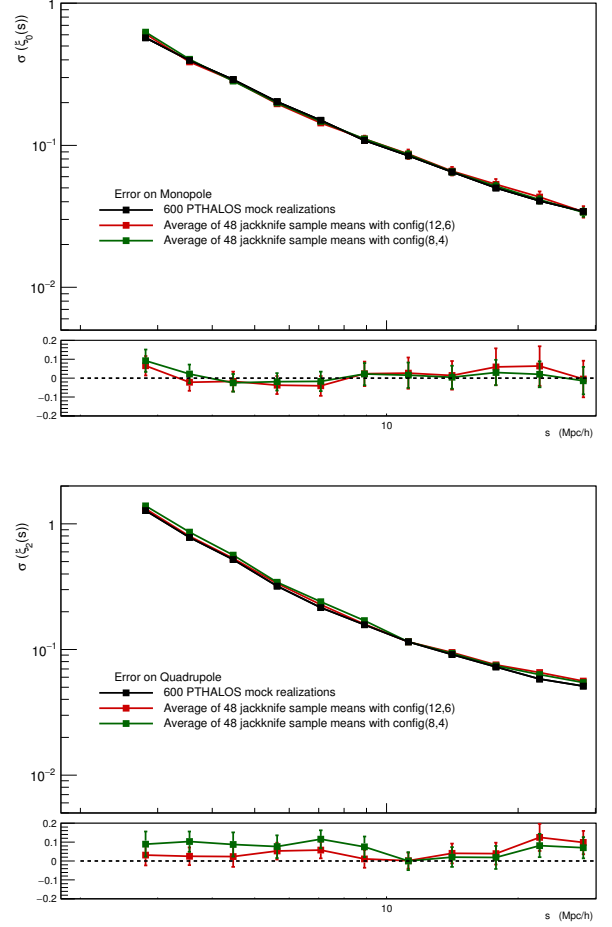 σ (ξ₀(s))
1
10⁻¹
10⁻²
Error on Monopole
600 PTHALOS mock realizations
Average of 48 jackknife sample means with config(12,6)
Average of 48 jackknife sample means with config(8,4)
0.2
0.1
0
-0.1
-0.2
10
s (Mpc/h)
σ (ξ₂(s))
1
10⁻¹
10⁻²
Error on Quadrupole
600 PTHALOS mock realizations
Average of 48 jackknife sample means with config(12,6)
Average of 48 jackknife sample means with config(8,4)
0.2
0.1
0
-0.1
-0.2
10
s (Mpc/h)